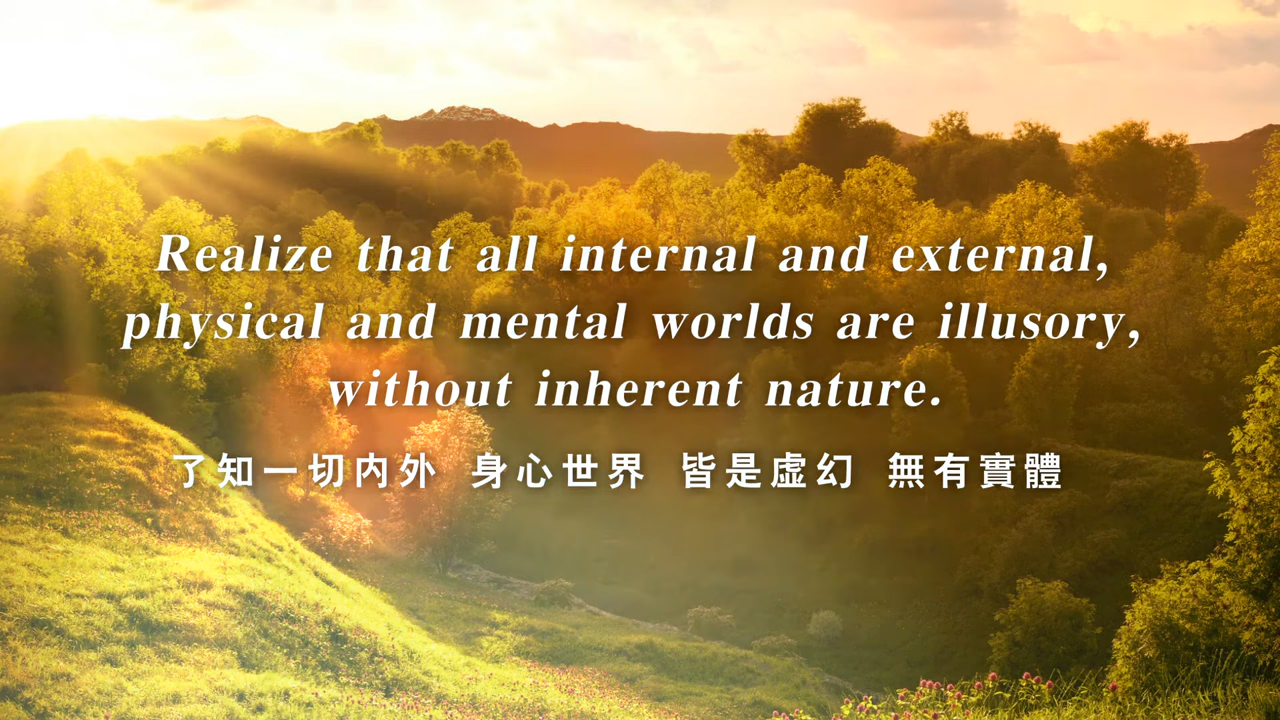 Realize that all internal and external,
physical and mental worlds are illusory,
without inherent nature.
了知一切内外 身心世界 皆是虛幻 無有實體